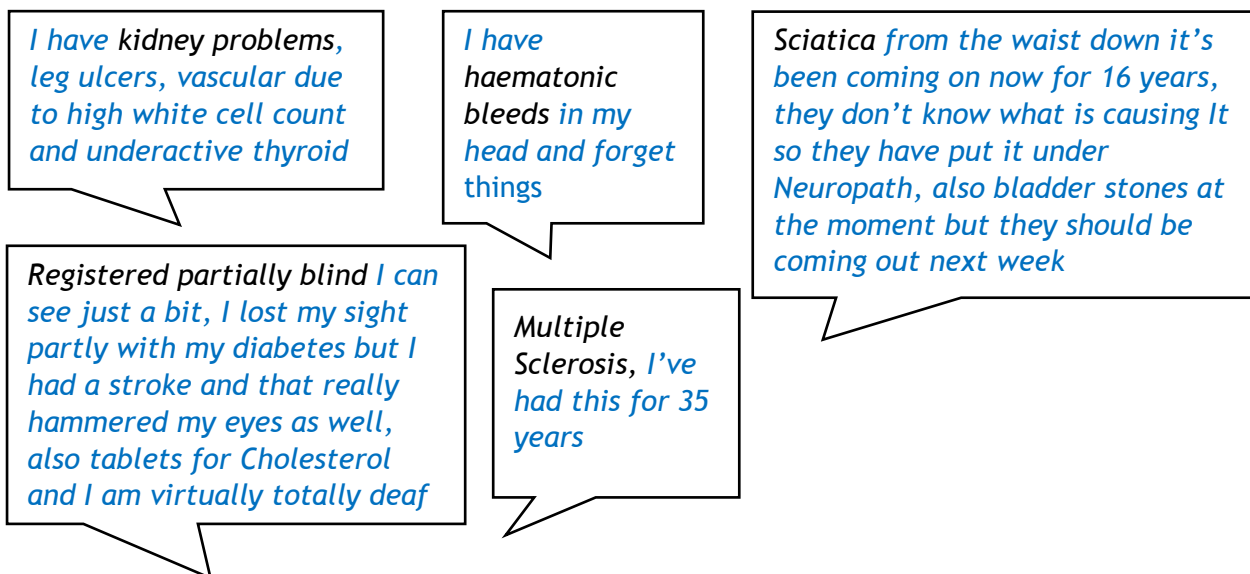 I have kidney problems,
leg ulcers, vascular due
to high white cell count
and underactive thyroid
I have
haematonic
bleeds in my
head and forget
things
Sciatica from the waist down it’s
been coming on now for 16 years,
they don’t know what is causing It
so they have put it under
Neuropath, also bladder stones at
the moment but they should be
coming out next week
Registered partially blind I can
see just a bit, I lost my sight
partly with my diabetes but I
had a stroke and that really
hammered my eyes as well,
also tablets for Cholesterol
and I am virtually totally deaf
Multiple
Sclerosis, I’ve
had this for 35
years